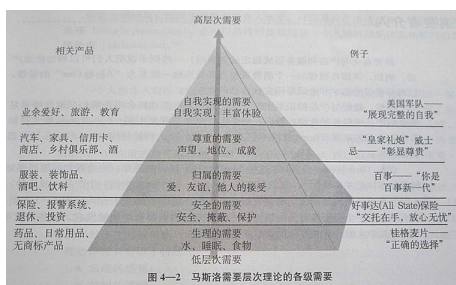 高层次需要
相关产品
例子
业余爱好、旅游、教育
自我实现的需要
自我实现、丰富体验
美国军队——
“展现完整的自我”
汽车、家具、信用卡、
商店、乡村俱乐部、酒
尊重的需要
声望、地位、成就
“皇家礼炮”威士
忌——“彰显尊贵”
服装、装饰品、
酒吧、饮料
归属的需要
爱、友谊、他人的接受
百事——“你是
百事新一代”
保险、报警系统、
退休、投资
安全的需要
安全、掩蔽、保护
好事达(All State)保险——
“交托在手，放心无忧”
药品、日常用品、
无商标产品
生理的需要
水、睡眠、食物
桂格麦片——
“正确的选择”
低层次需要
图 4—2 马斯洛需要层次理论的各级需要